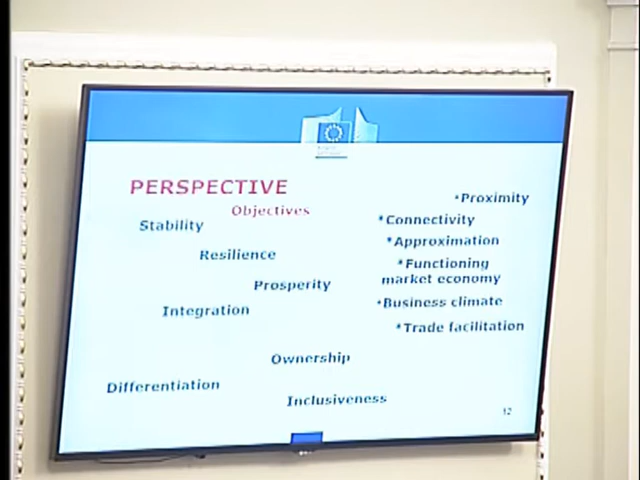 PERSPECTIVE
Objectives
Stability
Resilience
Prosperity
Integration
Ownership
Differentiation
Inclusiveness
*Proximity
*Connectivity
*Approximation
*Functioning
market economy
*Business climate
*Trade facilitation
12